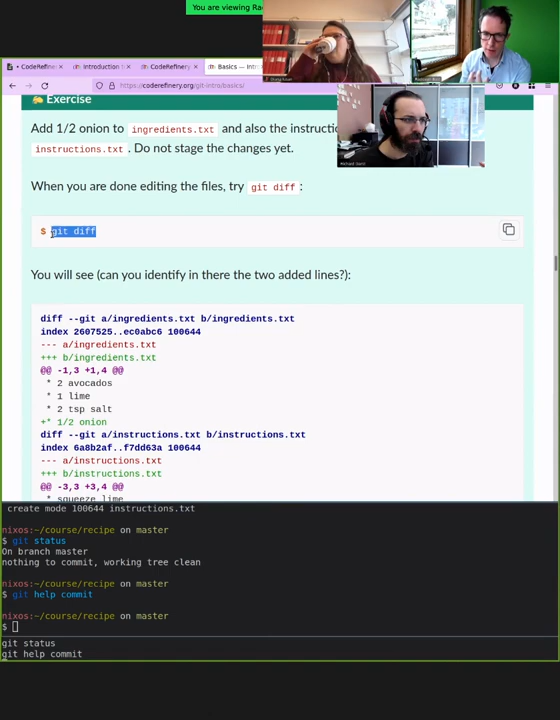 You are viewing
CodeRefine
Introduction
CodeRefinery
Basics — Int
https://coderefinery.org/git-intro/basics/
Exercise
Add 1/2 onion to ingredients.txt and also the instructio
instructions.txt . Do not stage the changes yet.
When you are done editing the files, try git diff :
$ git diff
You will see (can you identify in there the two added lines?):
diff --git a/ingredients.txt b/ingredients.txt
index 2607525..ec0abc6 100644
--- a/ingredients.txt
+++ b/ingredients.txt
@@ -1,3 +1,4 @@
* 2 avocados
* 1 lime
* 2 tsp salt
+* 1/2 onion
diff --git a/instructions.txt b/instructions.txt
index 6a8b2af..f7dd63a 100644
--- a/instructions.txt
+++ b/instructions.txt
@@ -3,3 +3,4 @@
* squeeze lime
create mode 100644 instructions.txt
nixos:~/course/recipe on master
$ git status
On branch master
nothing to commit, working tree clean
nixos:~/course/recipe on master
$ git help commit
nixos:~/course/recipe on master
$
git status
git help commit